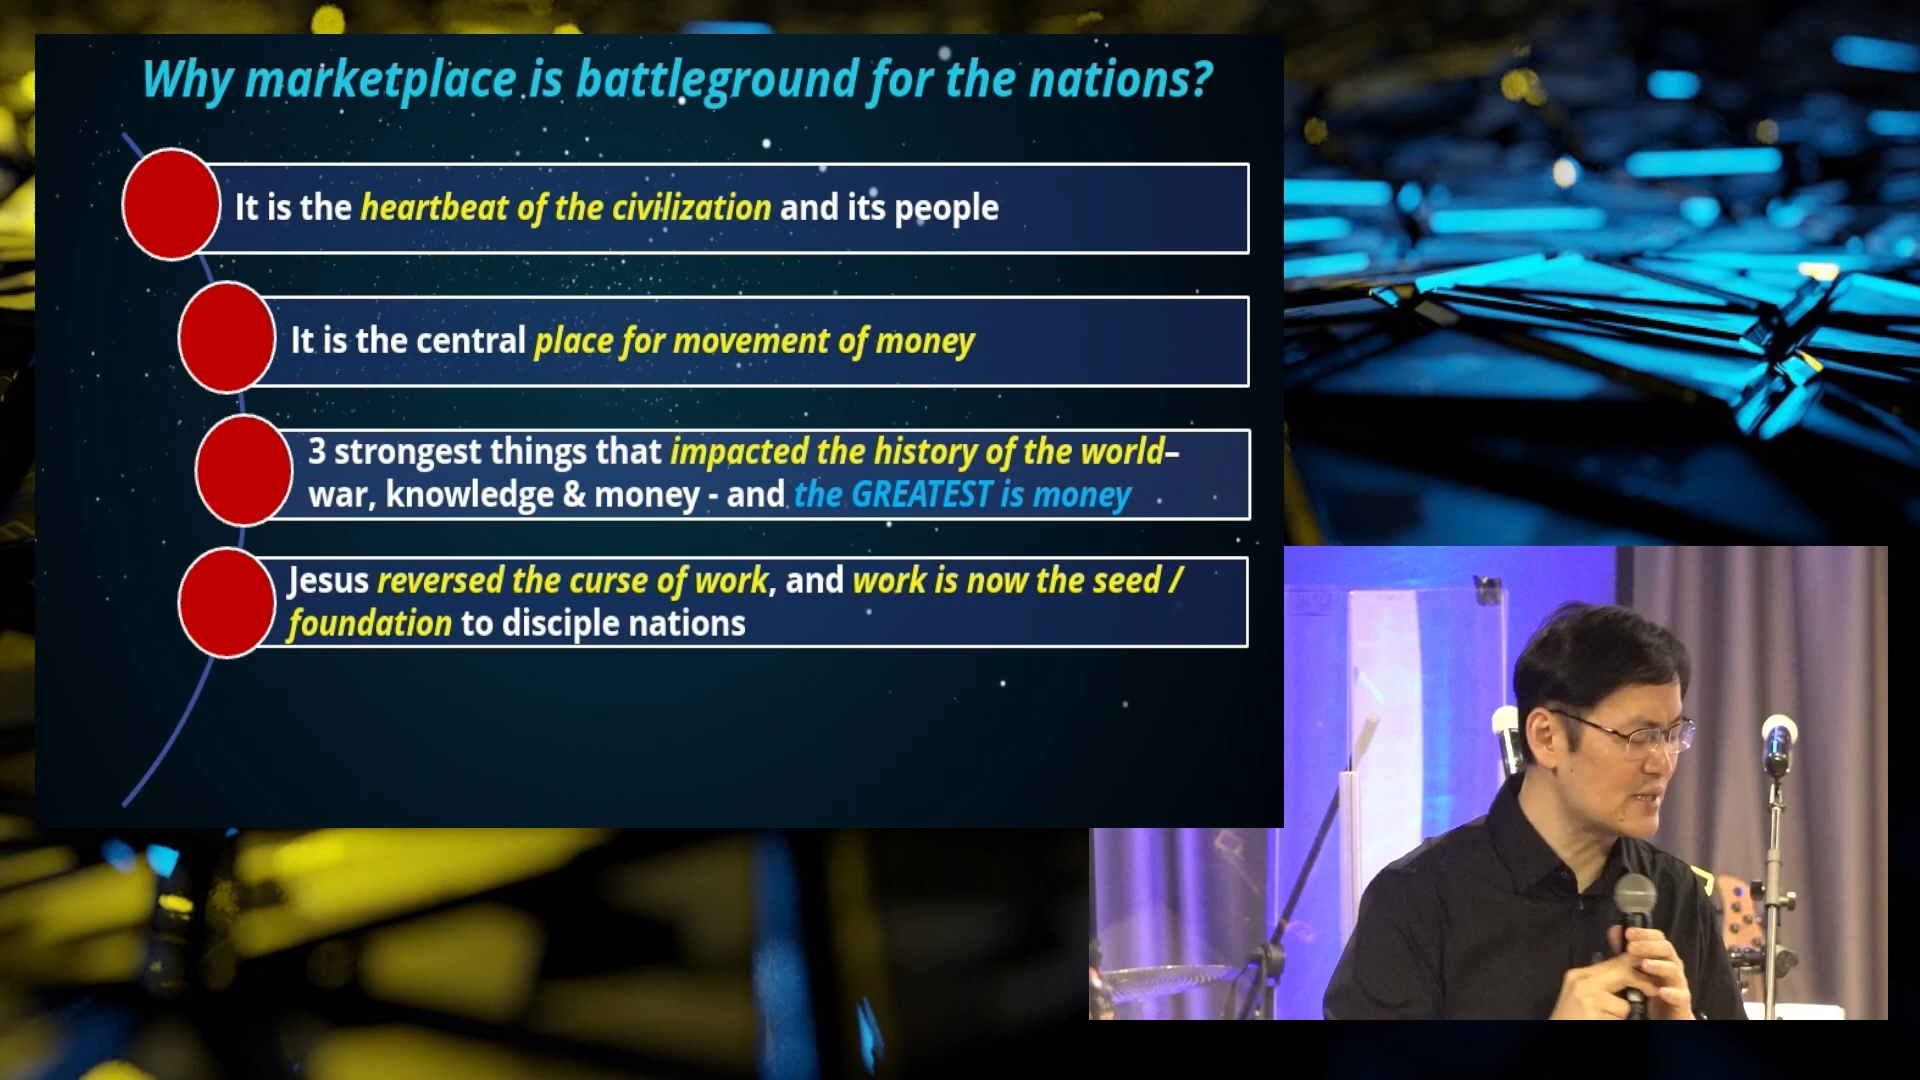 Why marketplace is battleground for the nations?
It is the heartbeat of the civilization and its people
It is the central place for movement of money
3 strongest things that impacted the history of the world–
war, knowledge & money - and the GREATEST is money
Jesus reversed the curse of work, and work is now the seed /
foundation to disciple nations